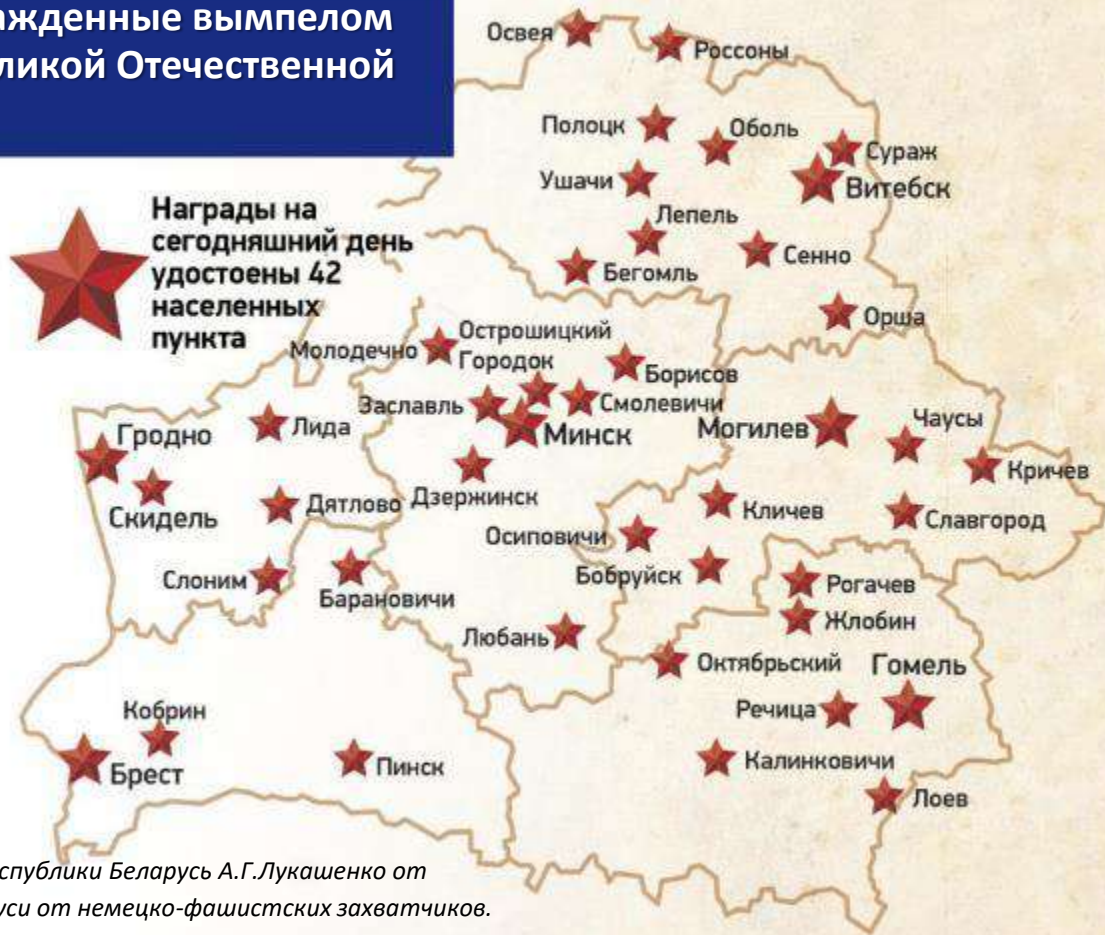 ажденные вымпелом
ликой Отечественной
Награды на
сегодняшний день
удостоены 42
населенных
пункта
Освея
Россоны
Полоцк
Оболь
Сураж
Ушачи
Витебск
Лепель
Сенно
Бегомль
Орша
Острошицкий
Городок
Молодечно
Борисов
Заславль
Смолевичи
Минск
Могилев
Чаусы
Гродно
Лида
Кричев
Скидель
Дятлово
Дзержинск
Кличев
Славгород
Осиповичи
Слоним
Барановичи
Бобруйск
Рогачев
Жлобин
Любань
Октябрьский
Гомель
Речица
Кобрин
Брест
Пинск
Калинковичи
Лоев
спублики Беларусь А.Г.Лукашенко от
уси от немецко-фашистских захватчиков.